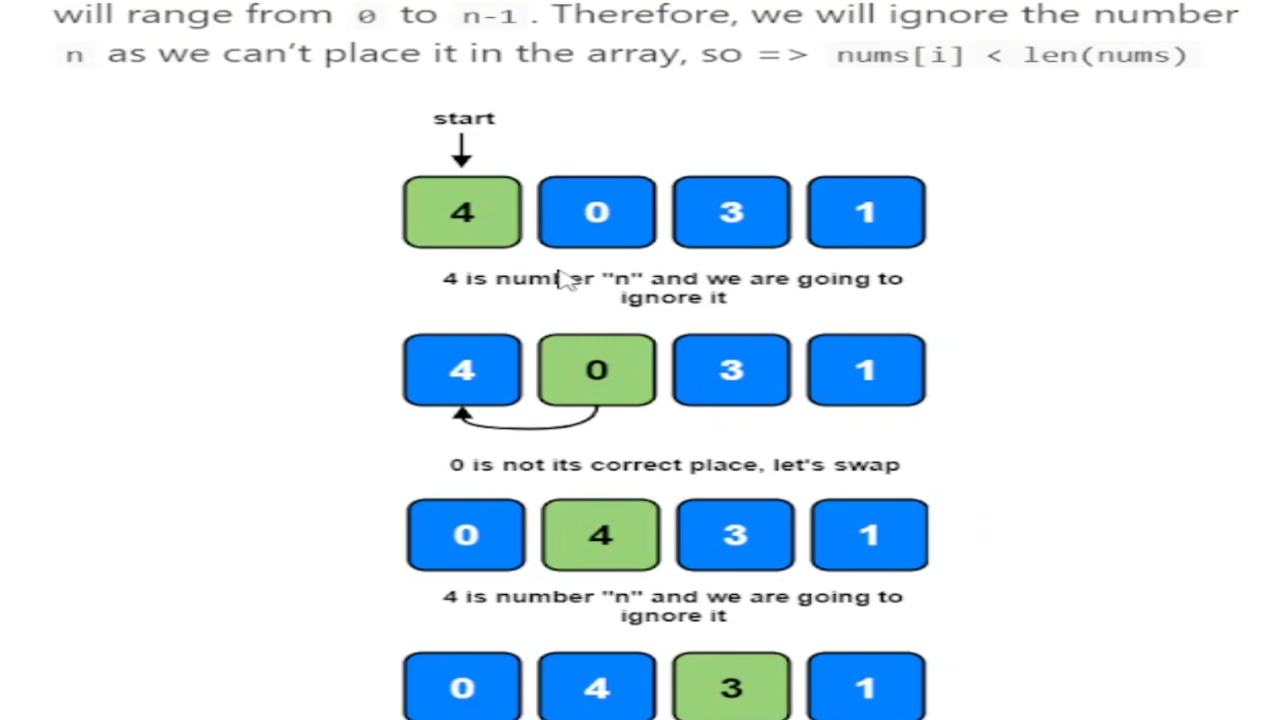 will range from 0 to n-1 . Therefore, we will ignore the number
n as we can't place it in the array, so => nums[i] < len(nums)
start
4 0 3 1
4 is number "n" and we are going to
ignore it
4 0 3 1
0 is not its correct place, let's swap
0 4 3 1
4 is number "n" and we are going to
ignore it
0 4 3 1